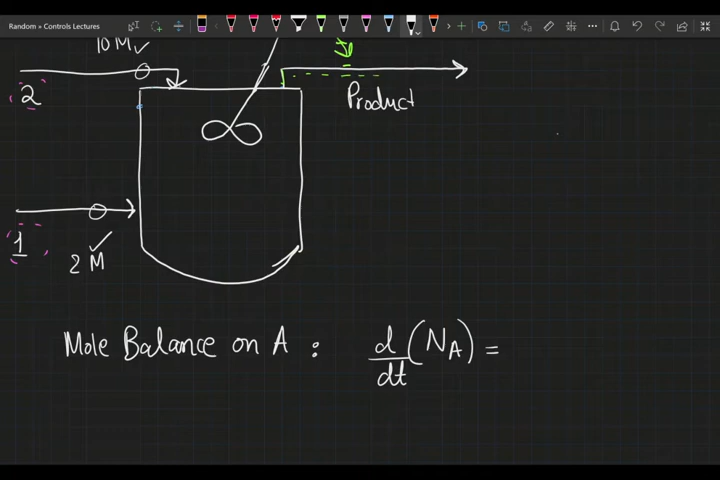 Random » Controls Lectures
10 M
2
Product
1
2 M
Mole Balance on A : d/dt (N_A) =